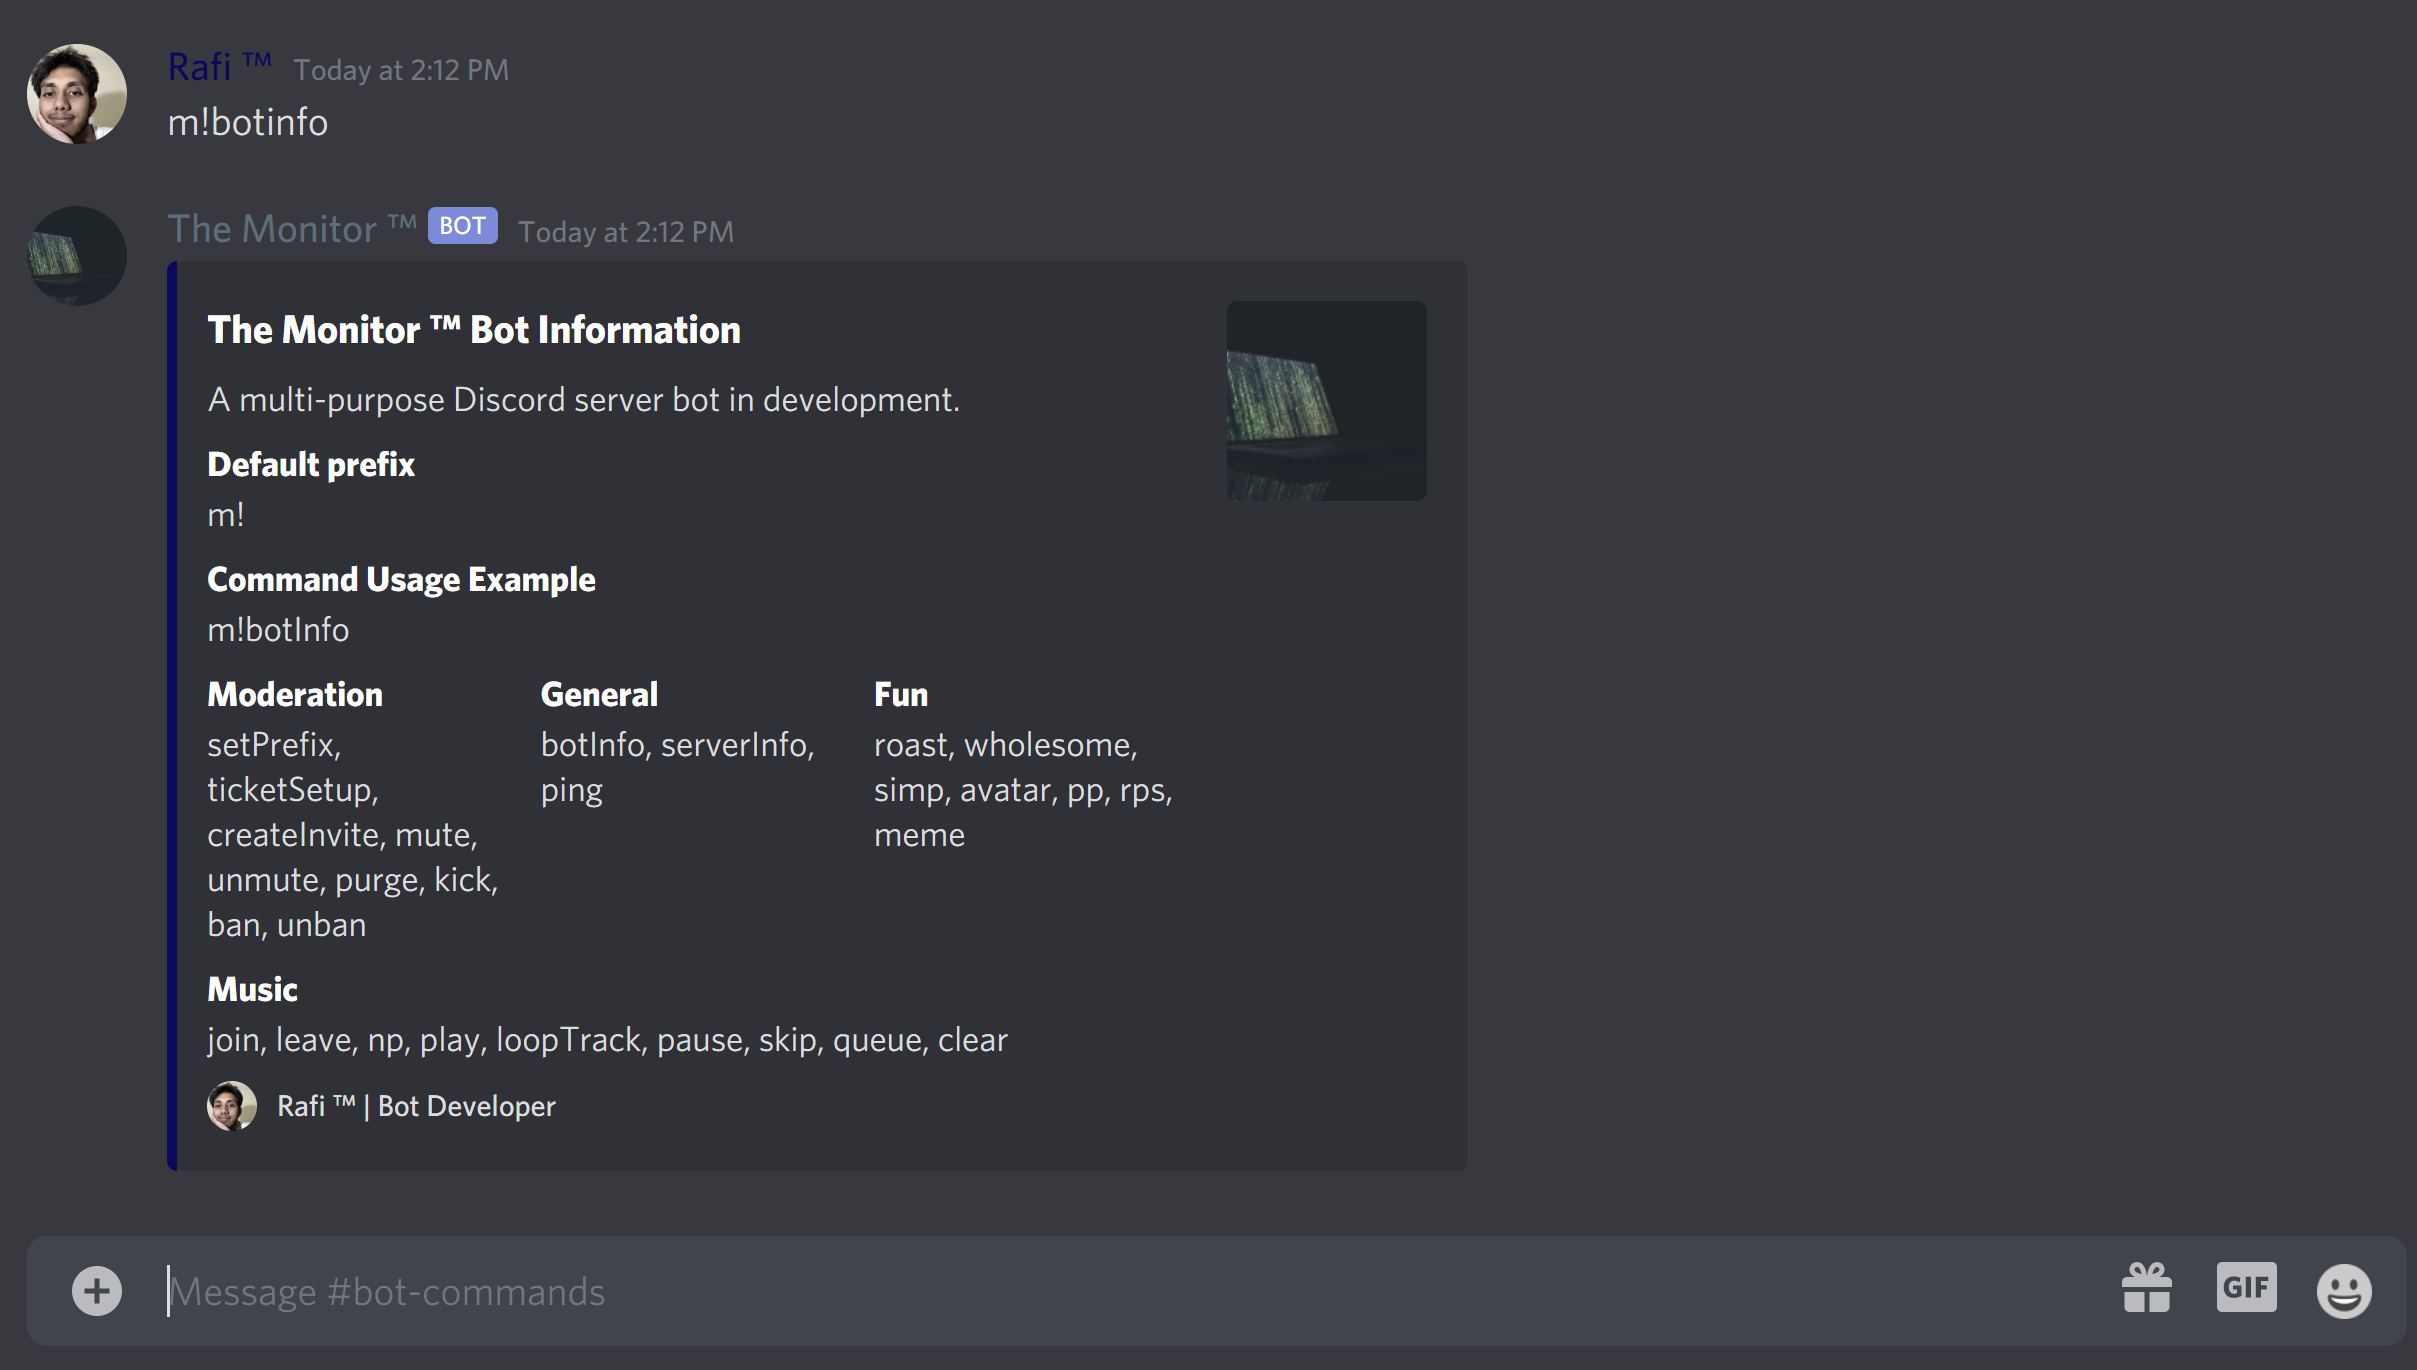 Rafi ™ Today at 2:12 PM
m!botinfo
The Monitor ™ BOT Today at 2:12 PM
The Monitor ™ Bot Information
A multi-purpose Discord server bot in development.
Default prefix
m!
Command Usage Example
m!botInfo
Moderation
setPrefix,
ticketSetup,
createInvite, mute,
unmute, purge, kick,
ban, unban
General
botInfo, serverInfo,
ping
Fun
roast, wholesome,
simp, avatar, pp, rps,
meme
Music
join, leave, np, play, loopTrack, pause, skip, queue, clear
Rafi ™ | Bot Developer
Message #bot-commands
GIF